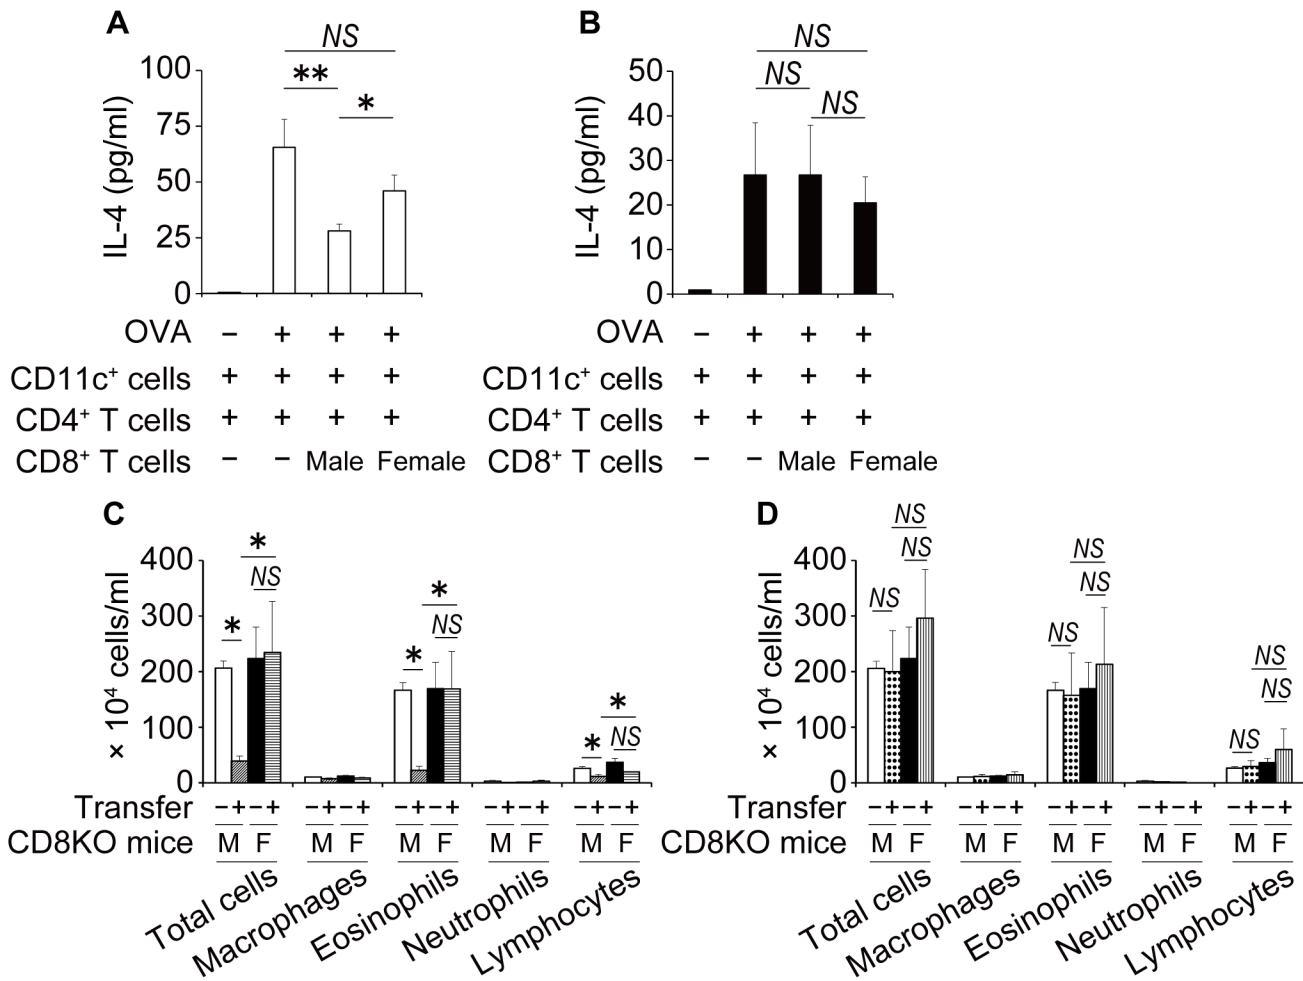 A
NS
** 
*
100
75
50
25
0
IL-4 (pg/ml)
OVA − + + +
CD11c⁺ cells + + + +
CD4⁺ T cells + + + +
CD8⁺ T cells − − Male Female
B
NS
NS
NS
50
40
30
20
10
0
IL-4 (pg/ml)
OVA − + + +
CD11c⁺ cells + + + +
CD4⁺ T cells + + + +
CD8⁺ T cells − − Male Female
C
*
NS
*
*
NS
*
*
NS
*
400
300
200
100
0
× 10⁴ cells/ml
Transfer −+−+ −+−+ −+−+ −+−+ −+−+
CD8KO mice M F M F M F M F M F
Total cells
Macrophages
Eosinophils
Neutrophils
Lymphocytes
D
NS
NS
NS
NS
NS
NS
NS
NS
NS
400
300
200
100
0
× 10⁴ cells/ml
Transfer −+−+ −+−+ −+−+ −+−+ −+−+
CD8KO mice M F M F M F M F M F
Total cells
Macrophages
Eosinophils
Neutrophils
Lymphocytes